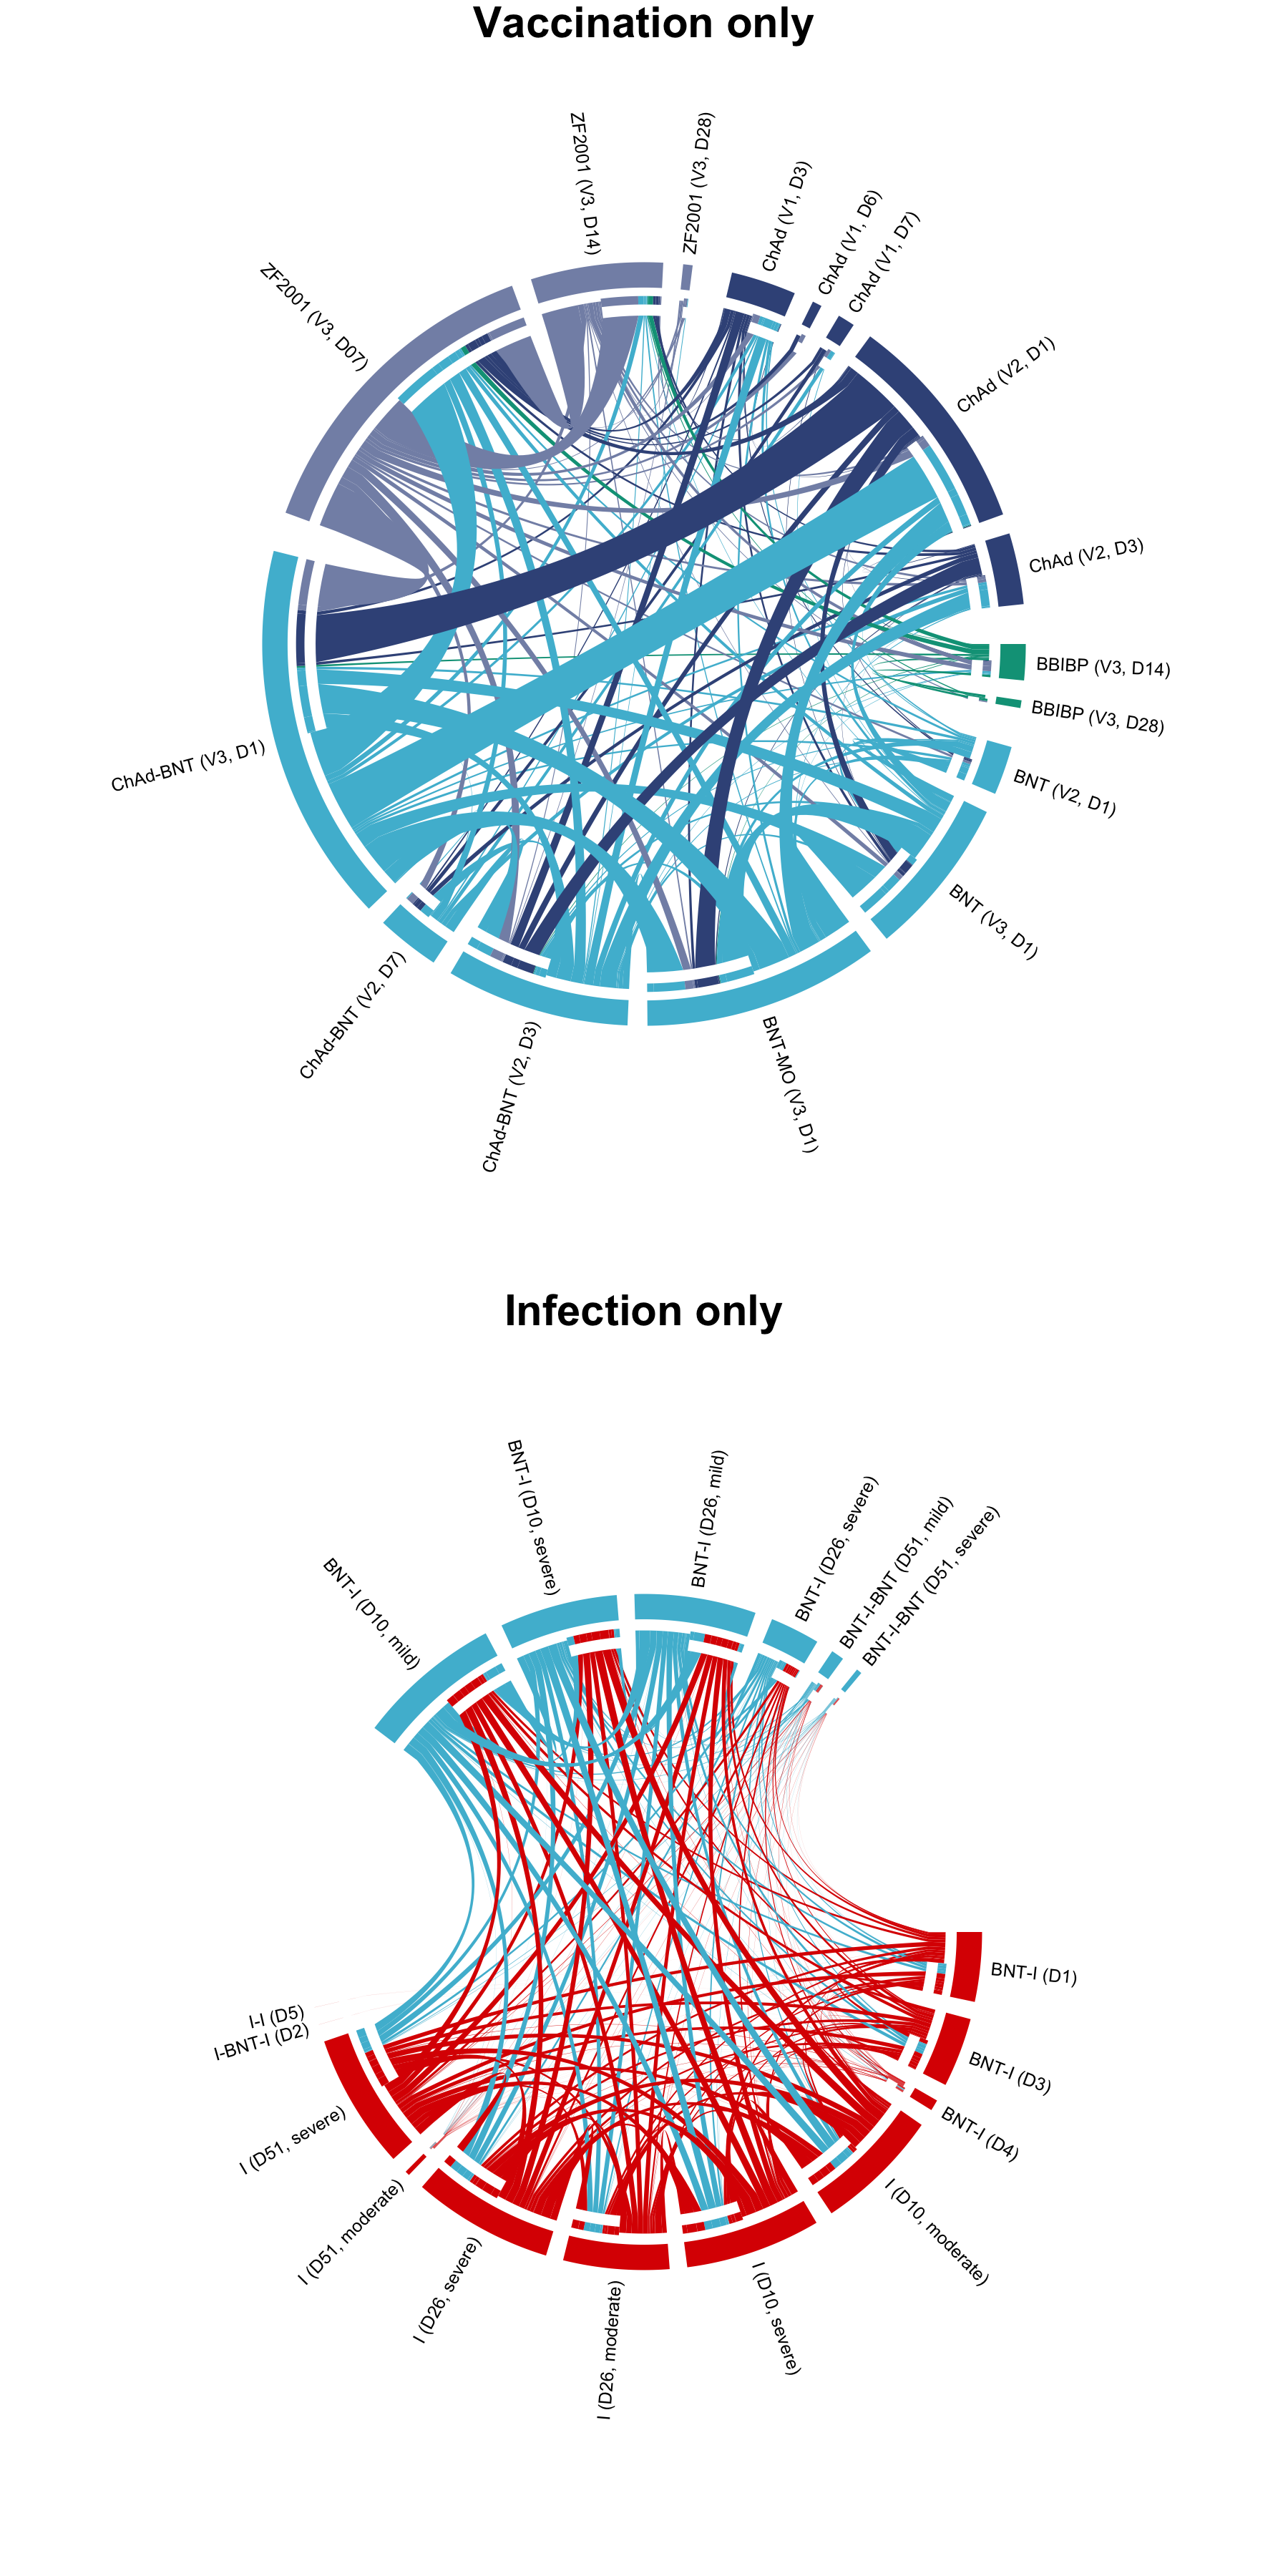 Vaccination only
ZF2001 (V3, D14)
ZF2001 (V3, D28)
ChAd (V1, D3)
ChAd (V1, D6)
ChAd (V1, D7)
ZF2001 (V3, D07)
ChAd (V2, D1)
ChAd (V2, D3)
BBIBP (V3, D14)
BBIBP (V3, D28)
ChAd-BNT (V3, D1)
BNT (V2, D1)
BNT (V3, D1)
ChAd-BNT (V2, D7)
ChAd-BNT (V2, D3)
BNT-MO (V3, D1)
Infection only
BNT-I (D10, severe)
BNT-I (D26, mild)
BNT-I (D26, severe)
BNT-I-BNT (D51, mild)
BNT-I-BNT (D51, severe)
BNT-I (D10, mild)
BNT-I (D1)
I-I (D5)
I-BNT-I (D2)
BNT-I (D3)
BNT-I (D4)
I (D51, severe)
I (D51, moderate)
I (D10, moderate)
I (D26, severe)
I (D26, moderate)
I (D10, severe)